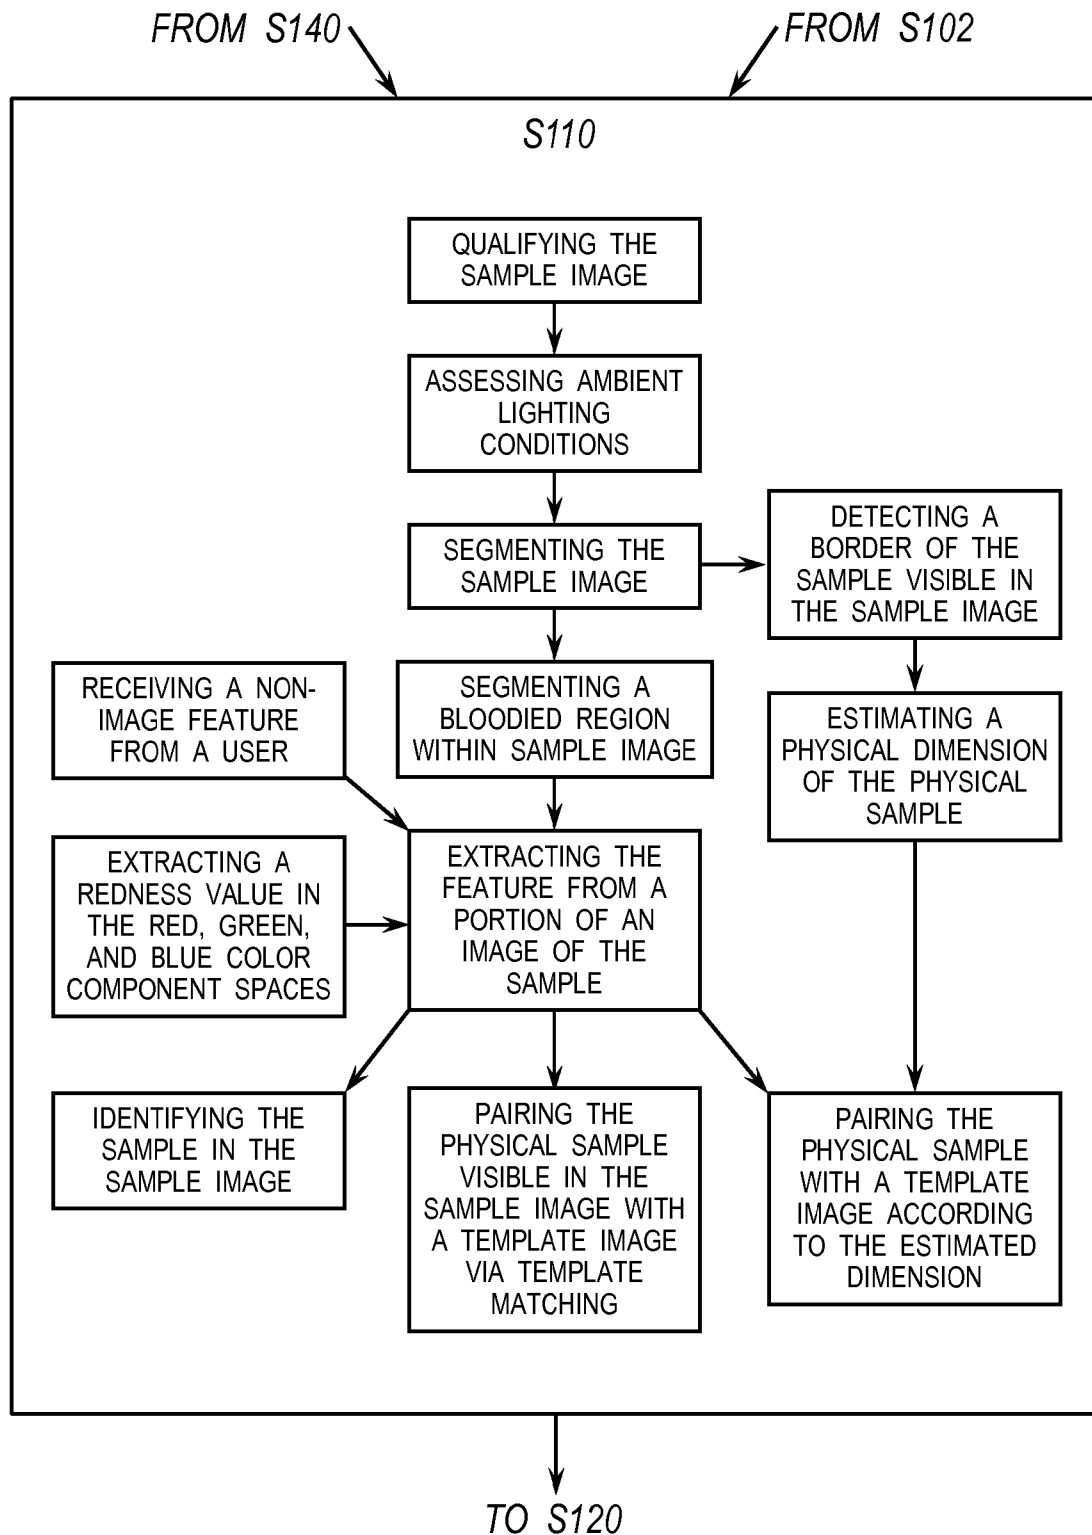 FROM S140
FROM S102
S110
QUALIFYING THE
SAMPLE IMAGE
ASSESSING AMBIENT
LIGHTING
CONDITIONS
SEGMENTING THE
SAMPLE IMAGE
DETECTING A
BORDER OF THE
SAMPLE VISIBLE IN
THE SAMPLE IMAGE
RECEIVING A NON-
IMAGE FEATURE
FROM A USER
SEGMENTING A
BLOODIED REGION
WITHIN SAMPLE IMAGE
ESTIMATING A
PHYSICAL DIMENSION
OF THE PHYSICAL
SAMPLE
EXTRACTING A
REDNESS VALUE IN
THE RED, GREEN,
AND BLUE COLOR
COMPONENT SPACES
EXTRACTING THE
FEATURE FROM A
PORTION OF AN
IMAGE OF THE
SAMPLE
IDENTIFYING THE
SAMPLE IN THE
SAMPLE IMAGE
PAIRING THE
PHYSICAL SAMPLE
VISIBLE IN THE
SAMPLE IMAGE WITH
A TEMPLATE IMAGE
VIA TEMPLATE
MATCHING
PAIRING THE
PHYSICAL SAMPLE
WITH A TEMPLATE
IMAGE ACCORDING
TO THE ESTIMATED
DIMENSION
TO S120